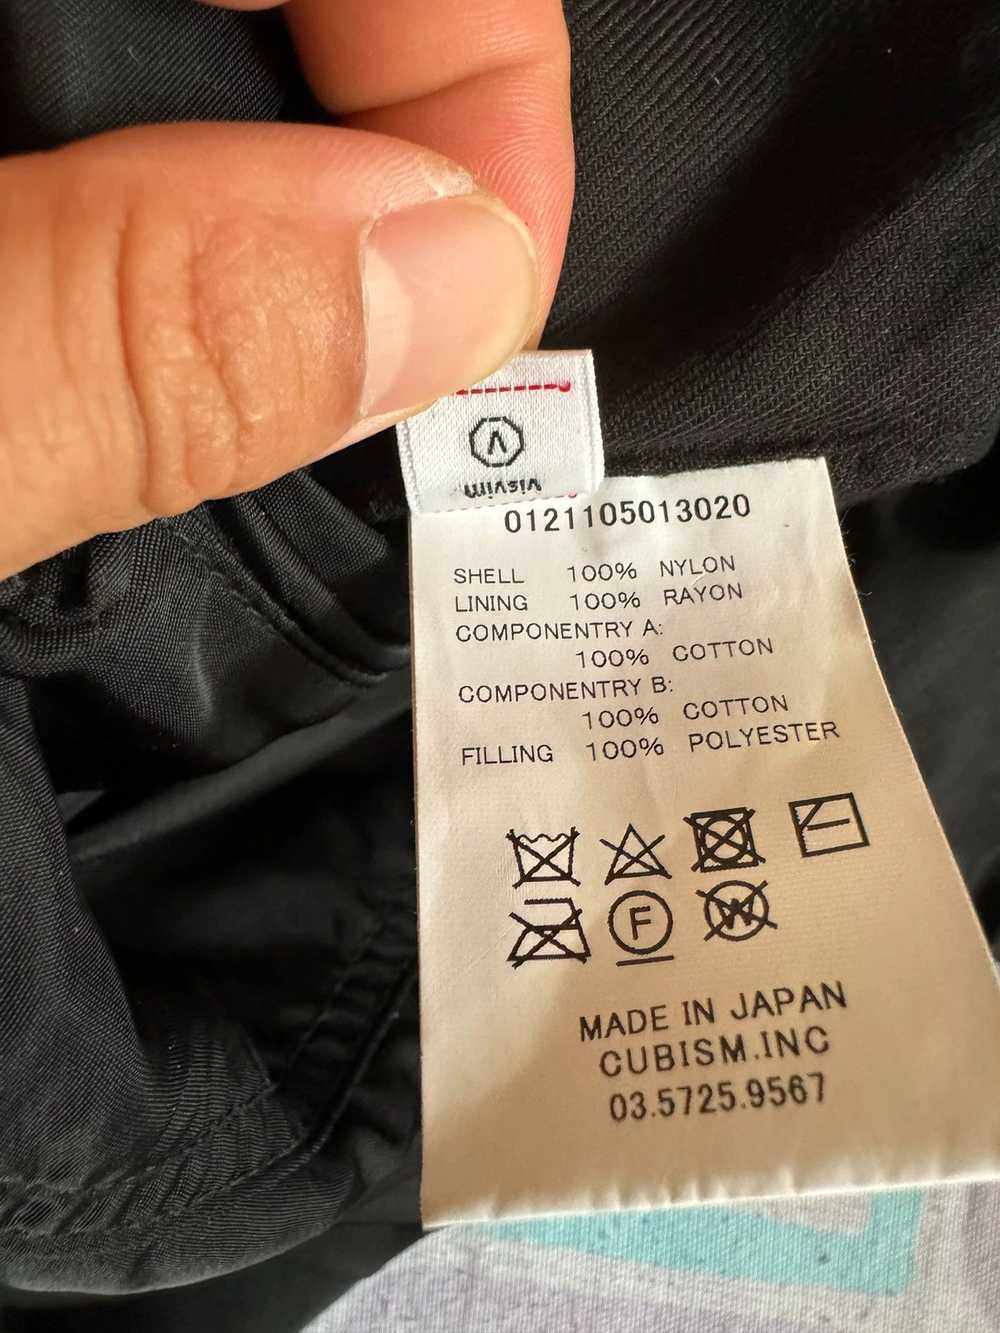 visvim
0121105013020
SHELL 100% NYLON
LINING 100% RAYON
COMPONENTRY A:
100% COTTON
COMPONENTRY B:
100% COTTON
FILLING 100% POLYESTER
F W
MADE IN JAPAN
CUBISM.INC
03.5725.9567